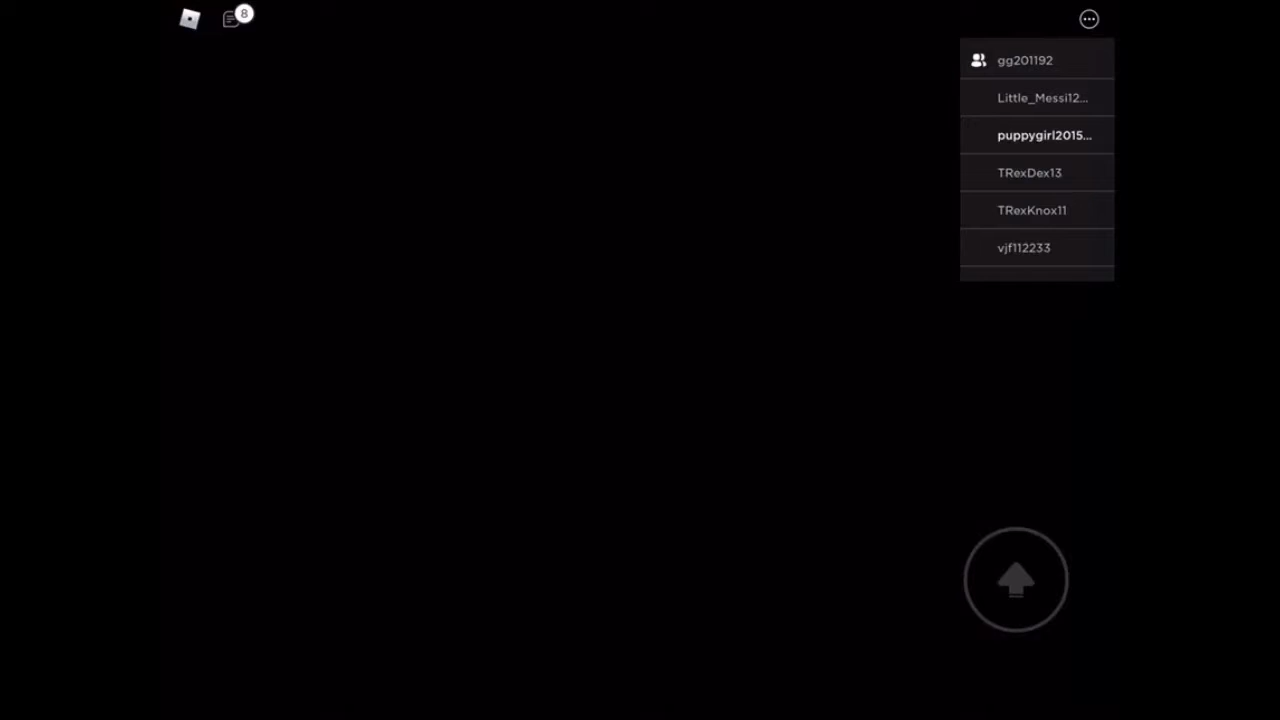 8
gg201192
Little_Messi12...
puppygirl2015...
TRexDex13
TRexKnox11
vjf112233